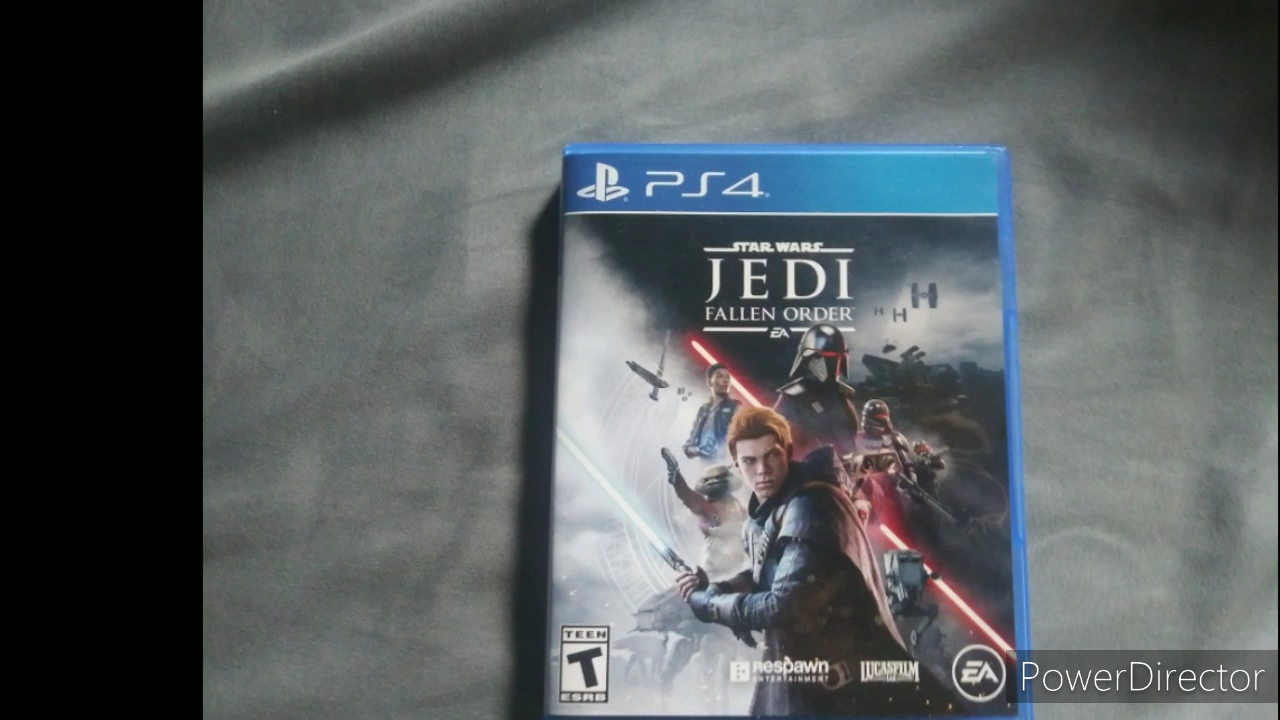 PS4
STAR WARS
JEDI
FALLEN ORDER
EA
TEEN
T
ESRB
Respawn
ENTERTAINMENT
LUCASFILM
EA
PowerDirector